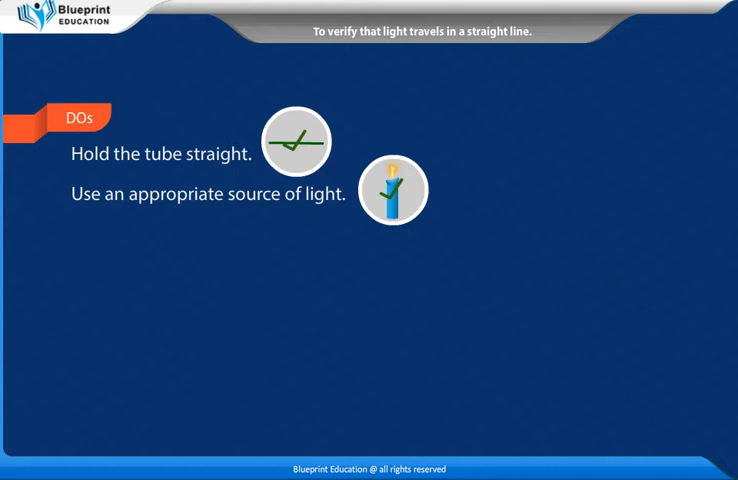 Blueprint
EDUCATION
To verify that light travels in a straight line.
DOs
Hold the tube straight.
Use an appropriate source of light.
Blueprint Education @ all rights reserved